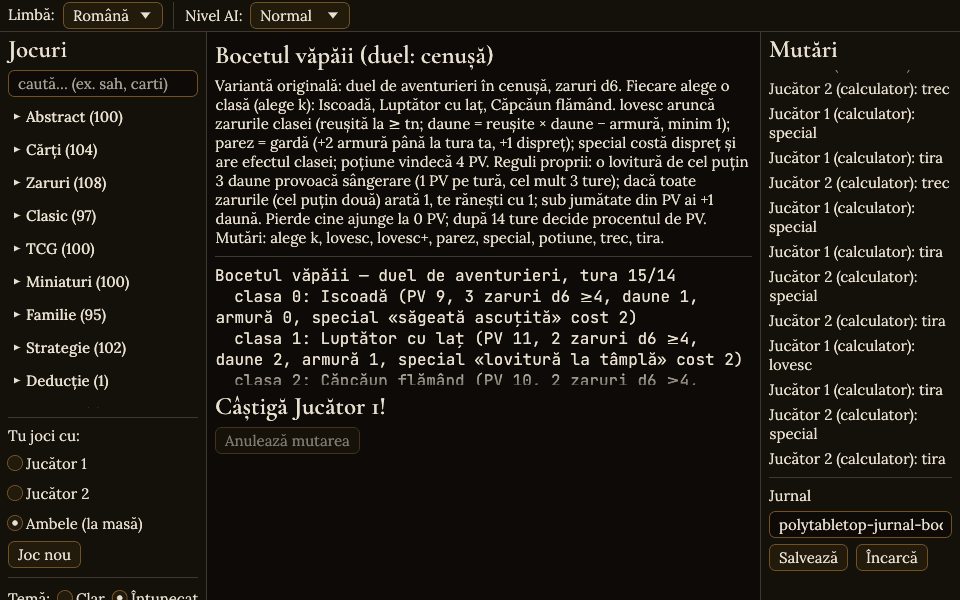 Limbă: Română Nivel AI: Normal
Jocuri
caută... (ex. sah, carti)
Abstract (100)
Cărți (104)
Zaruri (108)
Clasic (97)
TCG (100)
Miniaturi (100)
Familie (95)
Strategie (102)
Deducție (1)
Tu joci cu:
Jucător 1
Jucător 2
Ambele (la masă)
Joc nou
Temă: Clar Întunecat
Bocetul văpăii (duel: cenușă)
Variantă originală: duel de aventurieri în cenușă, zaruri d6. Fiecare alege o
clasă (alege k): Iscoadă, Luptător cu laț, Căpcăun flămând. lovesc aruncă
zarurile clasei (reușită la ≥ tn; daune = reușite × daune − armură, minim 1);
parez = gardă (+2 armură până la tura ta, +1 dispreț); special costă dispreț și
are efectul clasei; poțiune vindecă 4 PV. Reguli proprii: o lovitură de cel puțin
3 daune provoacă sângerare (1 PV pe tură, cel mult 3 ture); dacă toate
zarurile (cel puțin două) arată 1, te rănești cu 1; sub jumătate din PV ai +1
daună. Pierde cine ajunge la 0 PV; după 14 ture decide procentul de PV.
Mutări: alege k, lovesc, lovesc+, parez, special, potiune, trec, tira.
Bocetul văpăii — duel de aventurieri, tura 15/14
clasa 0: Iscoadă (PV 9, 3 zaruri d6 ≥4, daune 1,
armură 0, special «săgeată ascuțită» cost 2)
clasa 1: Luptător cu laț (PV 11, 2 zaruri d6 ≥4,
daune 2, armură 1, special «lovitură la tâmplă» cost 2)
clasa 2: Căpcăun flămând (PV 10, 2 zaruri d6 ≥4,
Câștigă Jucător 1!
Anulează mutarea
Mutări
Jucător 2 (calculator): trec
Jucător 1 (calculator):
special
Jucător 1 (calculator): tira
Jucător 2 (calculator): trec
Jucător 1 (calculator):
special
Jucător 1 (calculator): tira
Jucător 2 (calculator):
special
Jucător 2 (calculator): tira
Jucător 1 (calculator):
lovesc
Jucător 1 (calculator): tira
Jucător 2 (calculator):
special
Jucător 2 (calculator): tira
Jurnal
polytabletop-jurnal-boc
Salvează Încarcă